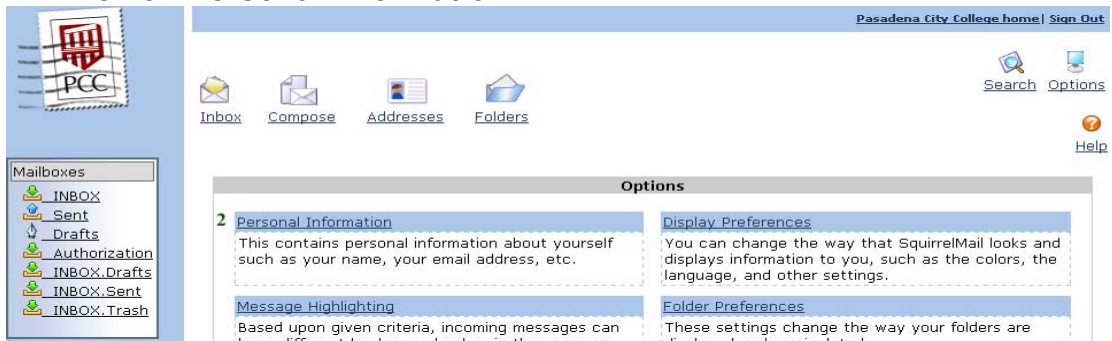 PCC
Pasadena City College home| Sign Out
Search Options
Inbox Compose Addresses Folders
Help
Mailboxes
INBOX
Sent
Drafts
Authorization
INBOX.Drafts
INBOX.Sent
INBOX.Trash
Options
2 Personal Information
This contains personal information about yourself
such as your name, your email address, etc.
Display Preferences
You can change the way that SquirrelMail looks and
displays information to you, such as the colors, the
language, and other settings.
Message Highlighting
Based upon given criteria, incoming messages can
Folder Preferences
These settings change the way your folders are